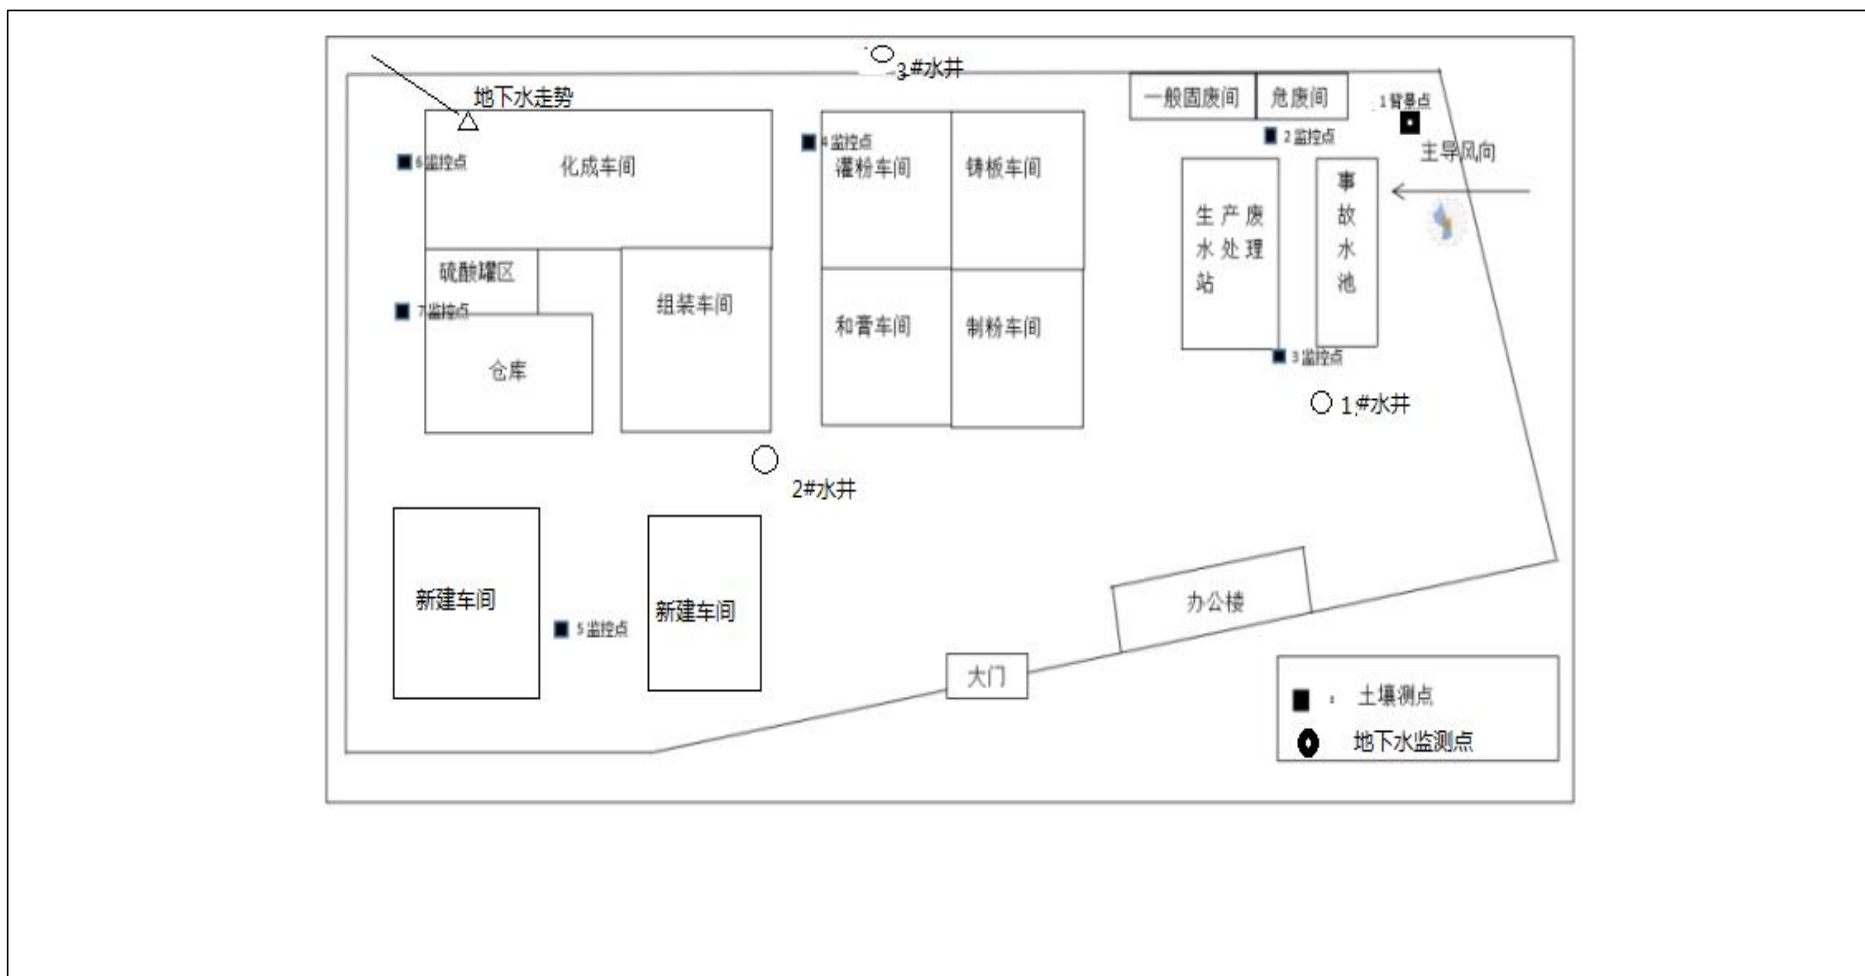 3#水井
地下水走势
一般固废间
危废间
1背景点
2监控点
4监控点
6监控点
主导风向
化成车间
灌粉车间
铸板车间
生产废
水处理
站
事
故
水
池
硫酸罐区
7监控点
组装车间
和膏车间
制粉车间
仓库
3监控点
1#水井
2#水井
新建车间
新建车间
5监控点
办公楼
大门
土壤测点
地下水监测点